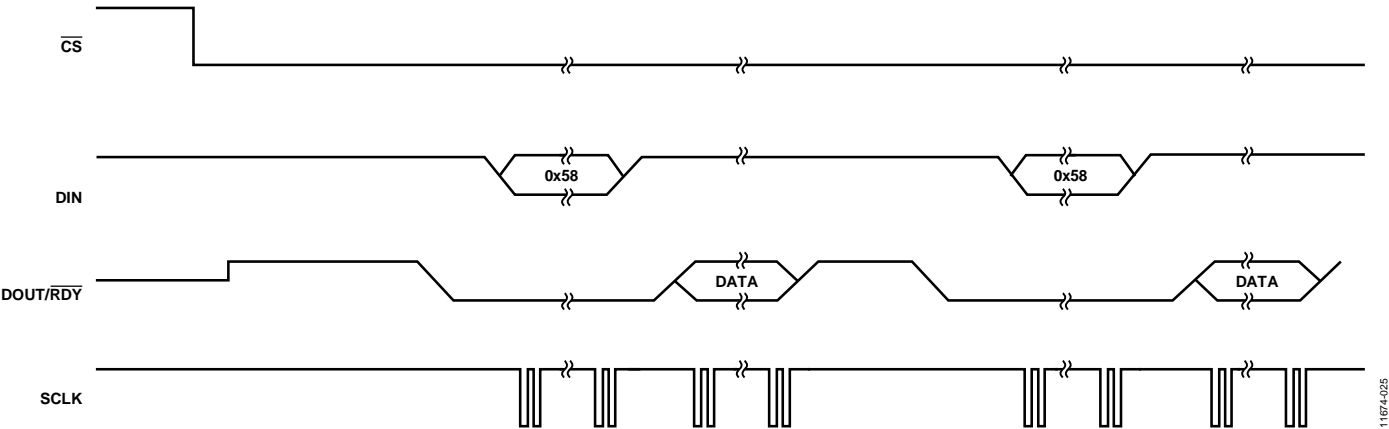 CS
DIN
0x58
0x58
DOUT/RDY
DATA
DATA
SCLK
11674-025